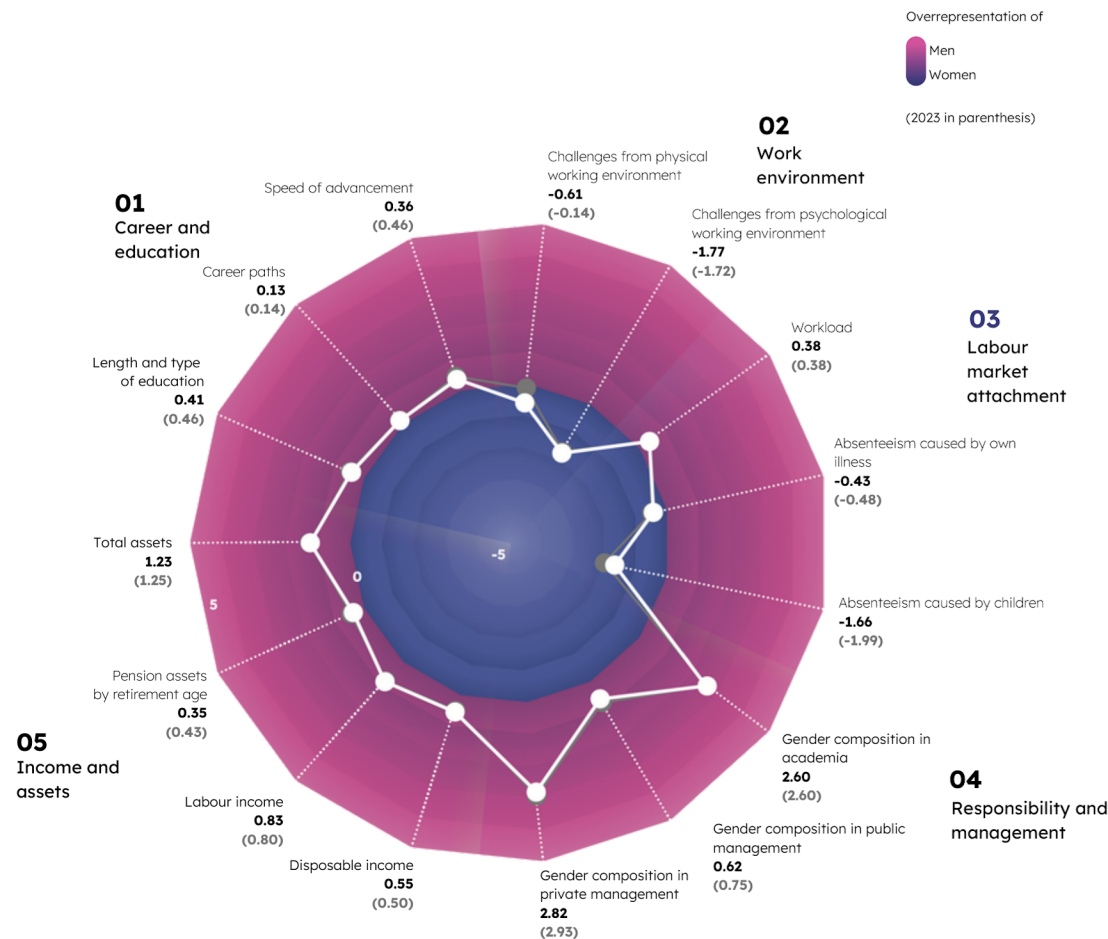 Overrepresentation of
Men
Women
(2023 in parenthesis)
01
Career and
education
Length and type
of education
0.41
(0.46)
Career paths
0.13
(0.14)
Speed of advancement
0.36
(0.46)
02
Work
environment
Challenges from physical
working environment
-0.61
(-0.14)
Challenges from psychological
working environment
-1.77
(-1.72)
03
Labour
market
attachment
Workload
0.38
(0.38)
Absenteeism caused by own
illness
-0.43
(-0.48)
Absenteeism caused by children
-1.66
(-1.99)
04
Responsibility and
management
Gender composition in
academia
2.60
(2.60)
Gender composition in public
management
0.62
(0.75)
Gender composition in
private management
2.82
(2.93)
05
Income and
assets
Disposable income
0.55
(0.50)
Labour income
0.83
(0.80)
Pension assets
by retirement age
0.35
(0.43)
Total assets
1.23
(1.25)
-5
0
5